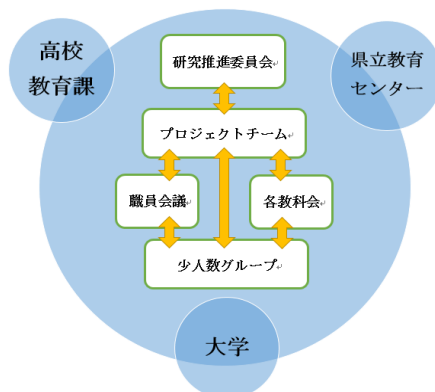 高校
教育課
研究推進委員会
県立教育
センター
プロジェクトチーム
職員会議
各教科会
少人数グループ
大学